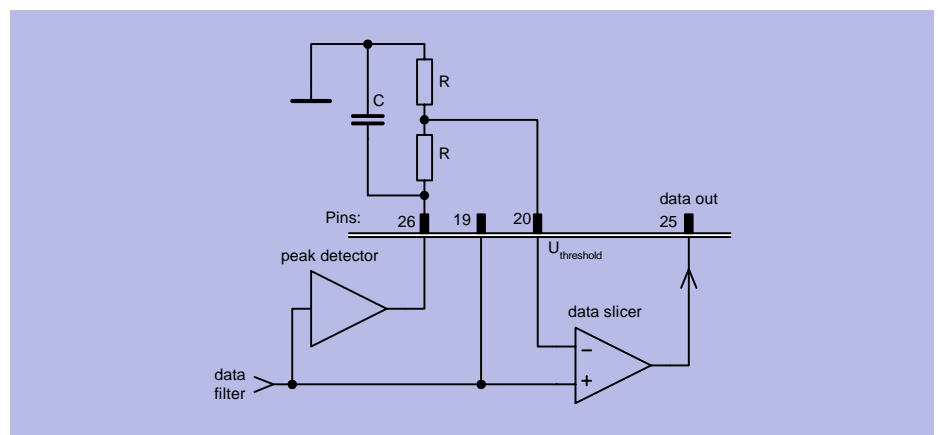 R
C
R
data out
Pins:
26
19
20
25
Uthreshold
peak detector
data slicer
−
+
data
filter